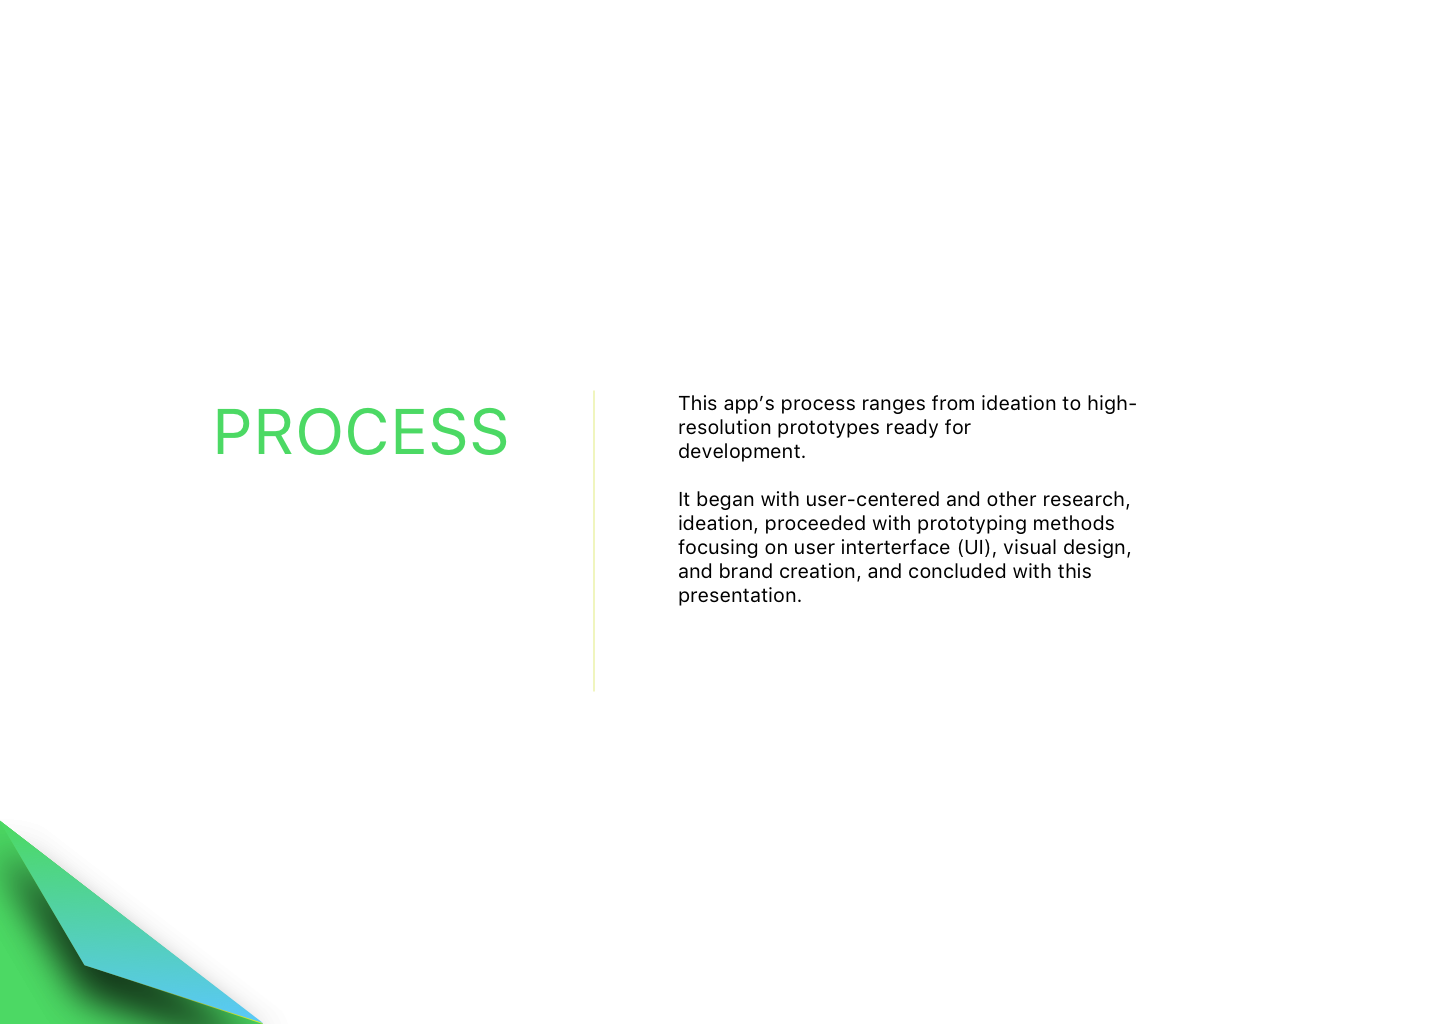 PROCESS
This app’s process ranges from ideation to high-
resolution prototypes ready for
development.
It began with user-centered and other research,
ideation, proceeded with prototyping methods
focusing on user interterface (UI), visual design,
and brand creation, and concluded with this
presentation.